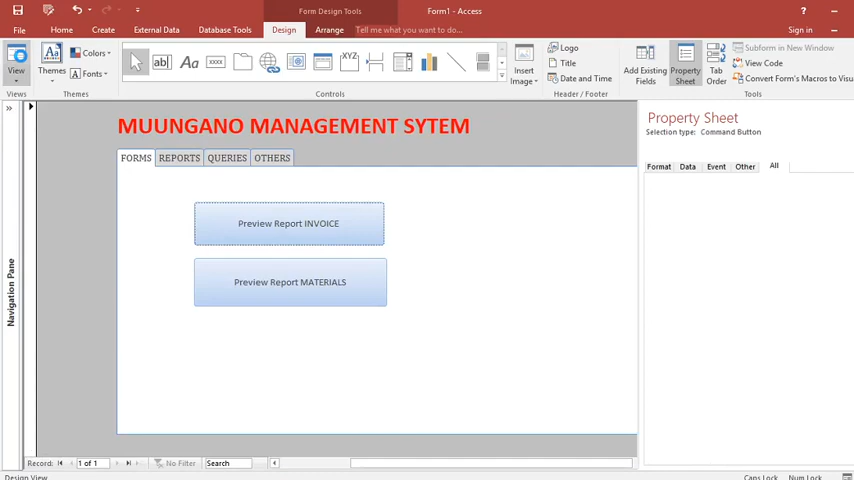 Form Design Tools
Form1 - Access
?
File
Home
Create
External Data
Database Tools
Design
Arrange
Tell me what you want to do...
Sign in
View
Views
Aa
Themes
Colors
Fonts
Themes
ab|
Aa
xxxx
XYZ
Controls
Insert
Image
Logo
Title
Date and Time
Header / Footer
Add Existing
Fields
Property
Sheet
Tab
Order
Subform in New Window
View Code
Convert Form's Macros to Visu
Tools
»
Navigation Pane
MUUNGANO MANAGEMENT SYTEM
FORMS
REPORTS
QUERIES
OTHERS
Preview Report INVOICE
Preview Report MATERIALS
Property Sheet
Selection type: Command Button
Format
Data
Event
Other
All
Record:
1 of 1
No Filter
Search
Design View
Caps Lock
Num Lock